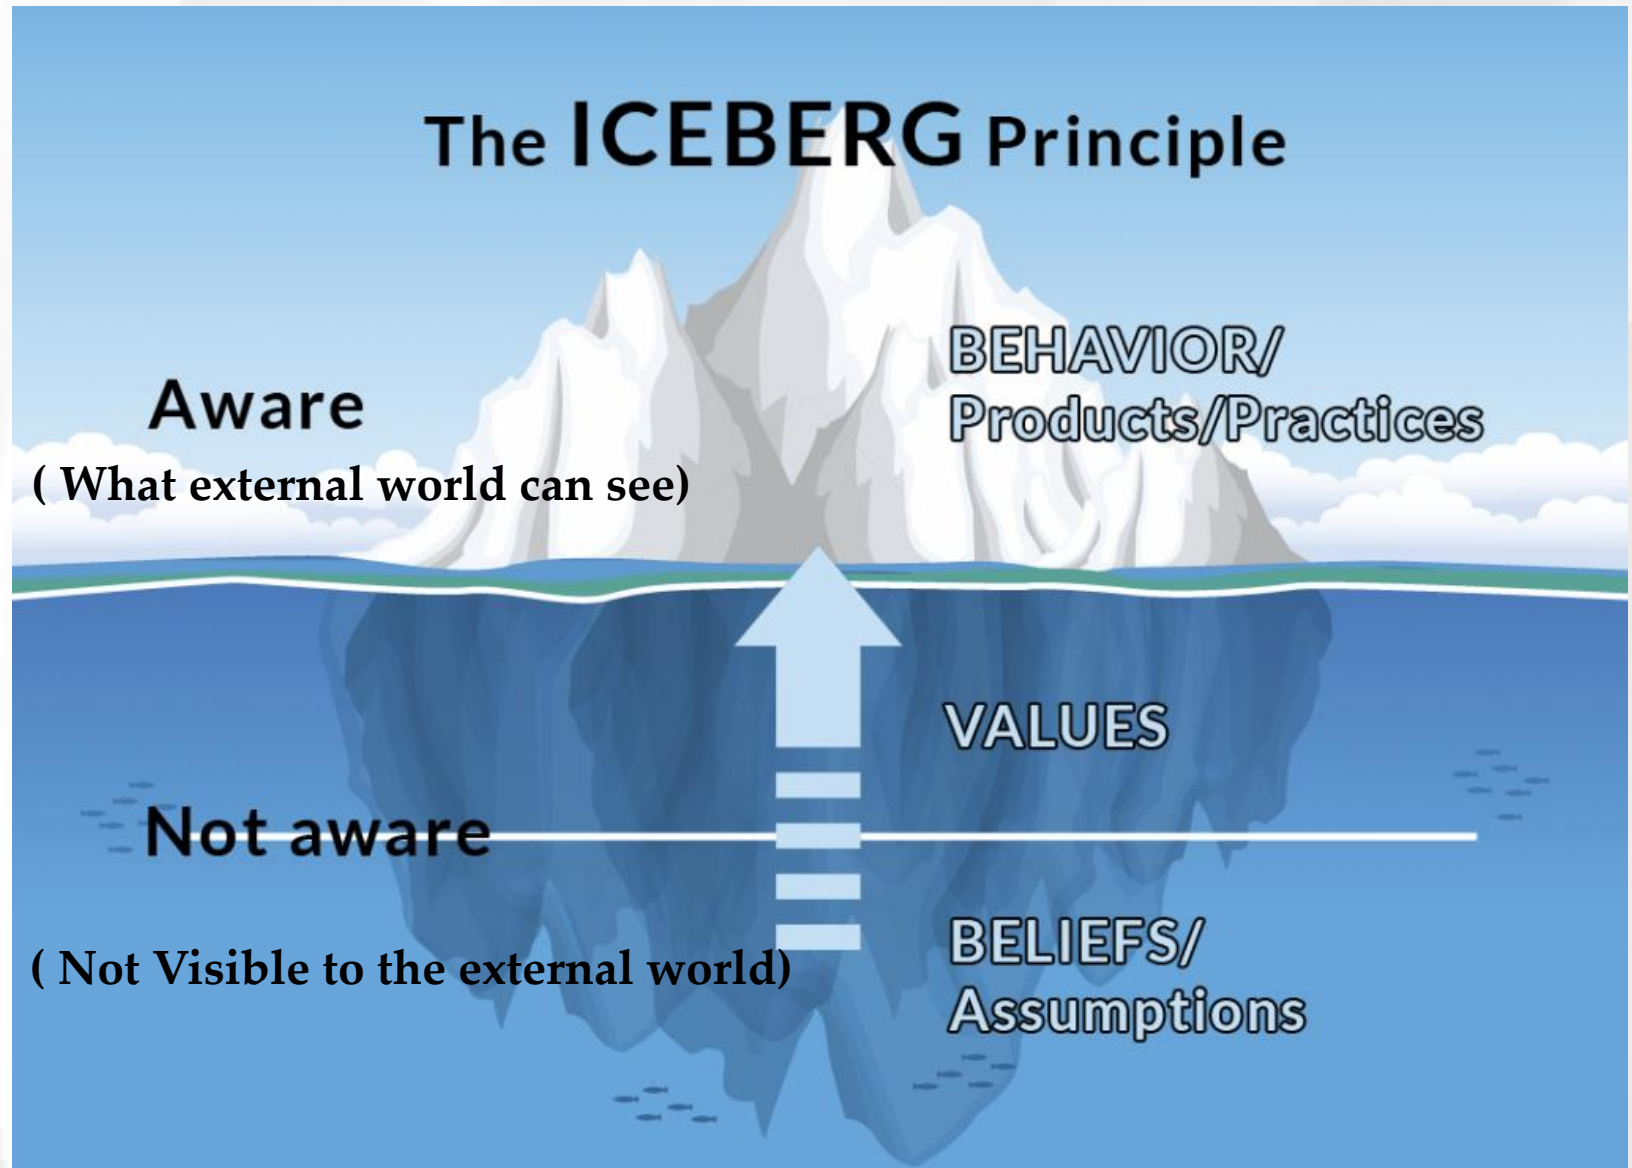 The ICEBERG Principle
BEHAVIOR/
Products/Practices
Aware
( What external world can see)
VALUES
Not aware
( Not Visible to the external world)
BELIEFS/
Assumptions